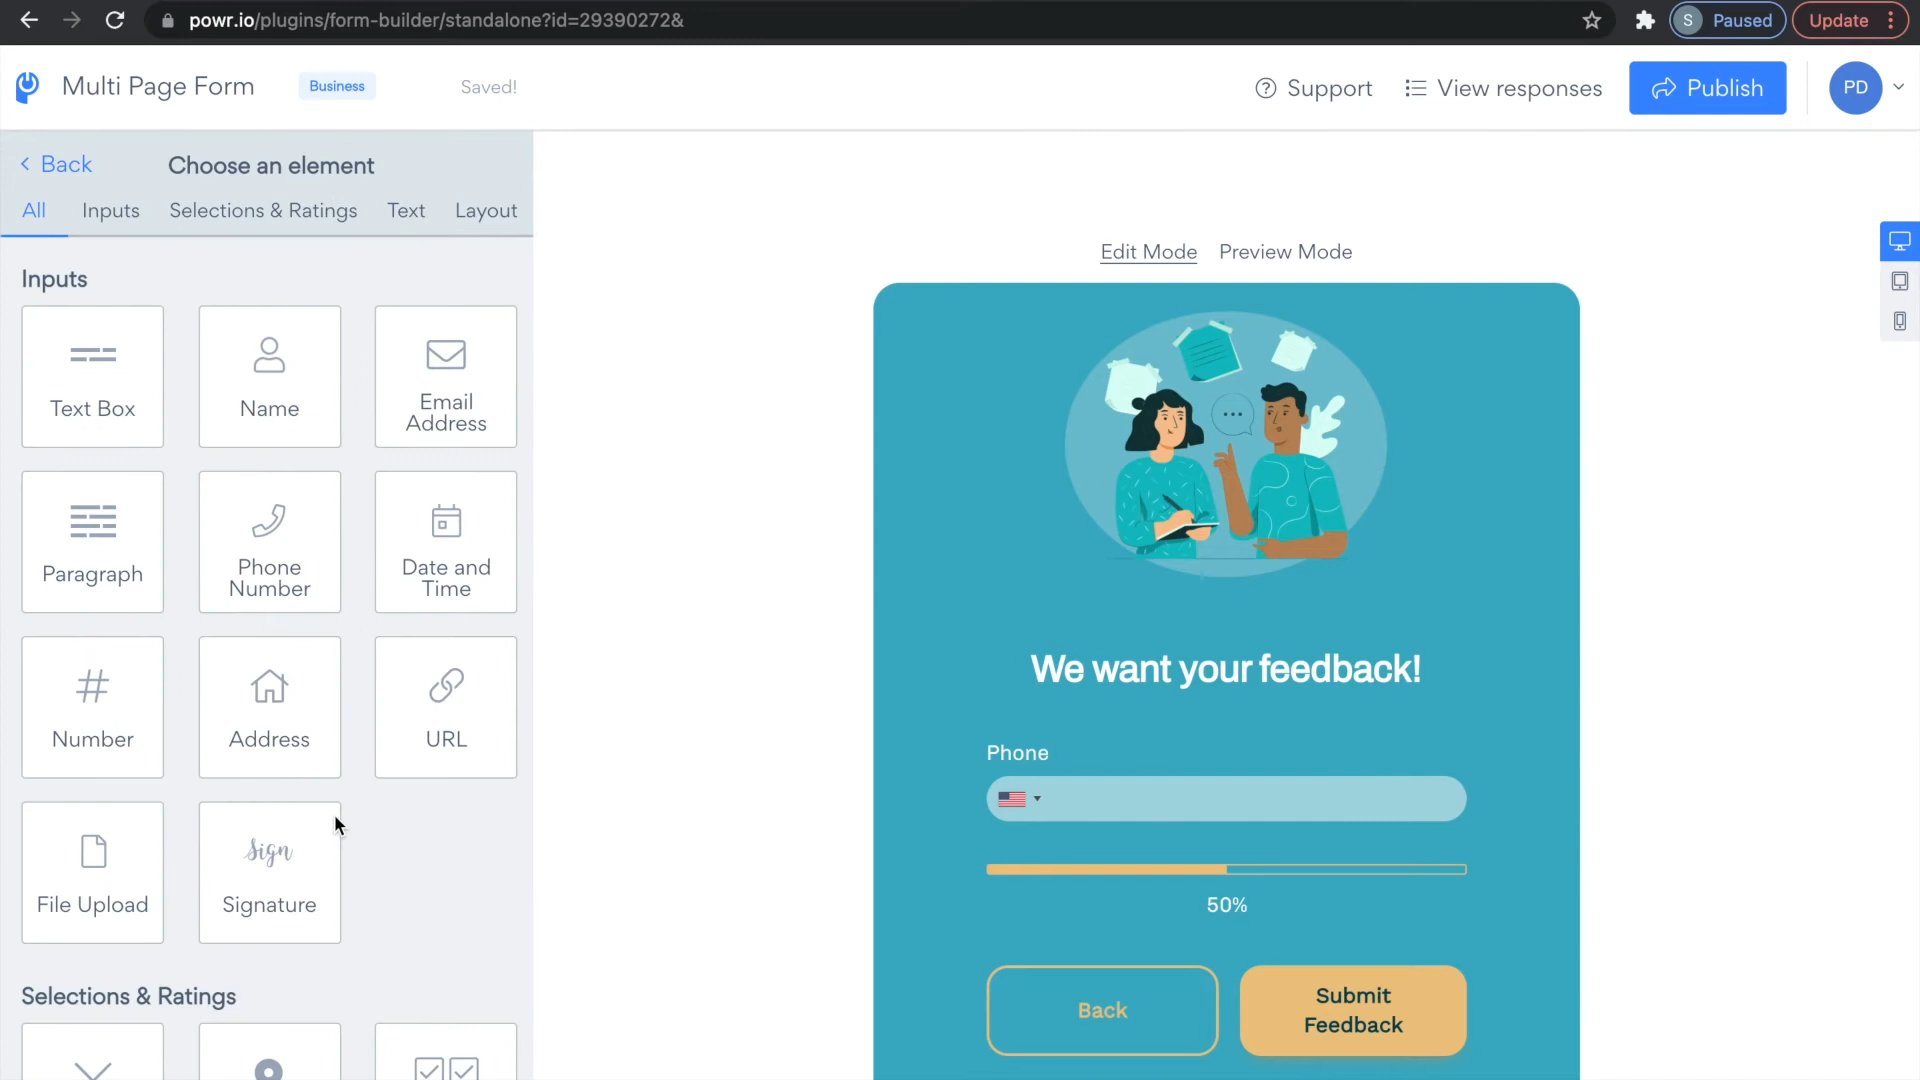 powr.io/plugins/form-builder/standalone?id=29390272&
S Paused
Update
Multi Page Form
Business
Saved!
Support
View responses
Publish
PD
Back
Choose an element
All Inputs Selections & Ratings Text Layout
Edit Mode Preview Mode
Inputs
Text Box
Name
Email
Address
Paragraph
Phone
Number
Date and
Time
Number
Address
URL
File Upload
Sign
Signature
Selections & Ratings
We want your feedback!
Phone
50%
Back
Submit
Feedback